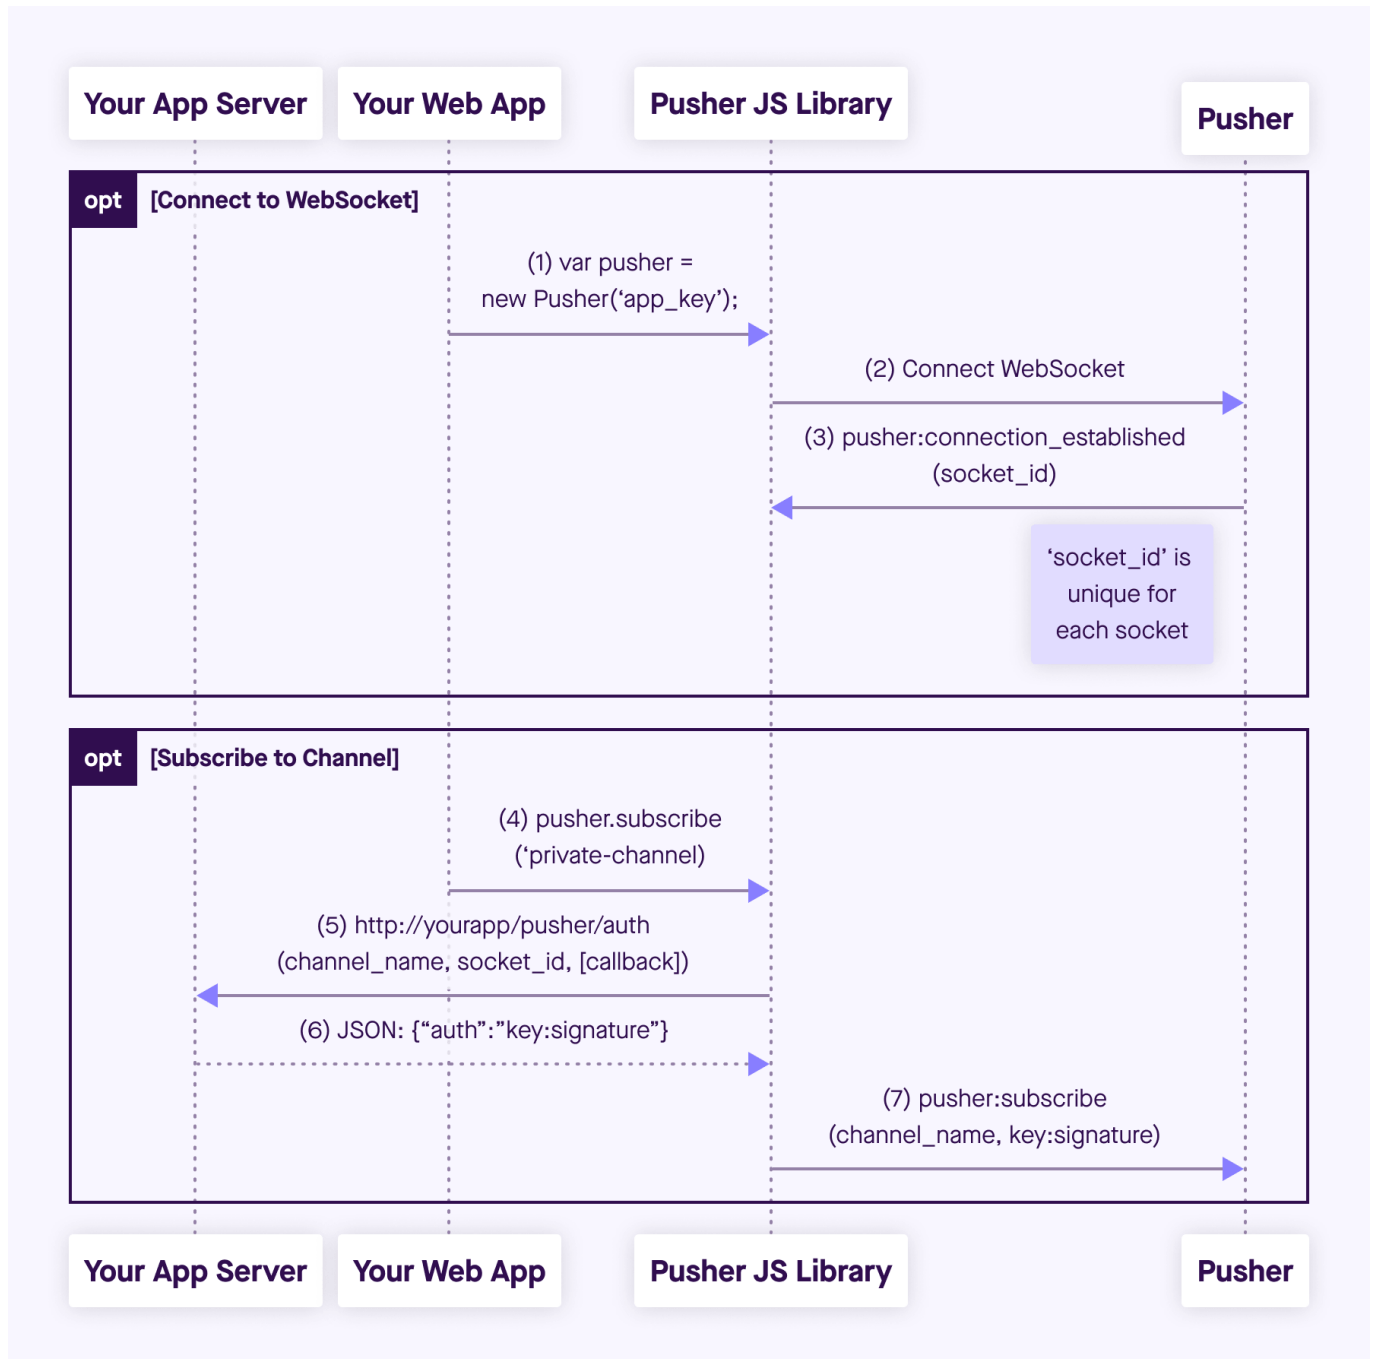 Your App Server
Your Web App
Pusher JS Library
Pusher
opt
[Connect to WebSocket]
(1) var pusher =
new Pusher(‘app_key’);
(2) Connect WebSocket
(3) pusher:connection_established
(socket_id)
‘socket_id’ is
unique for
each socket
opt
[Subscribe to Channel]
(4) pusher.subscribe
(‘private-channel)
(5) http://yourapp/pusher/auth
(channel_name, socket_id, [callback])
(6) JSON: {“auth”:”key:signature”}
(7) pusher:subscribe
(channel_name, key:signature)
Your App Server
Your Web App
Pusher JS Library
Pusher